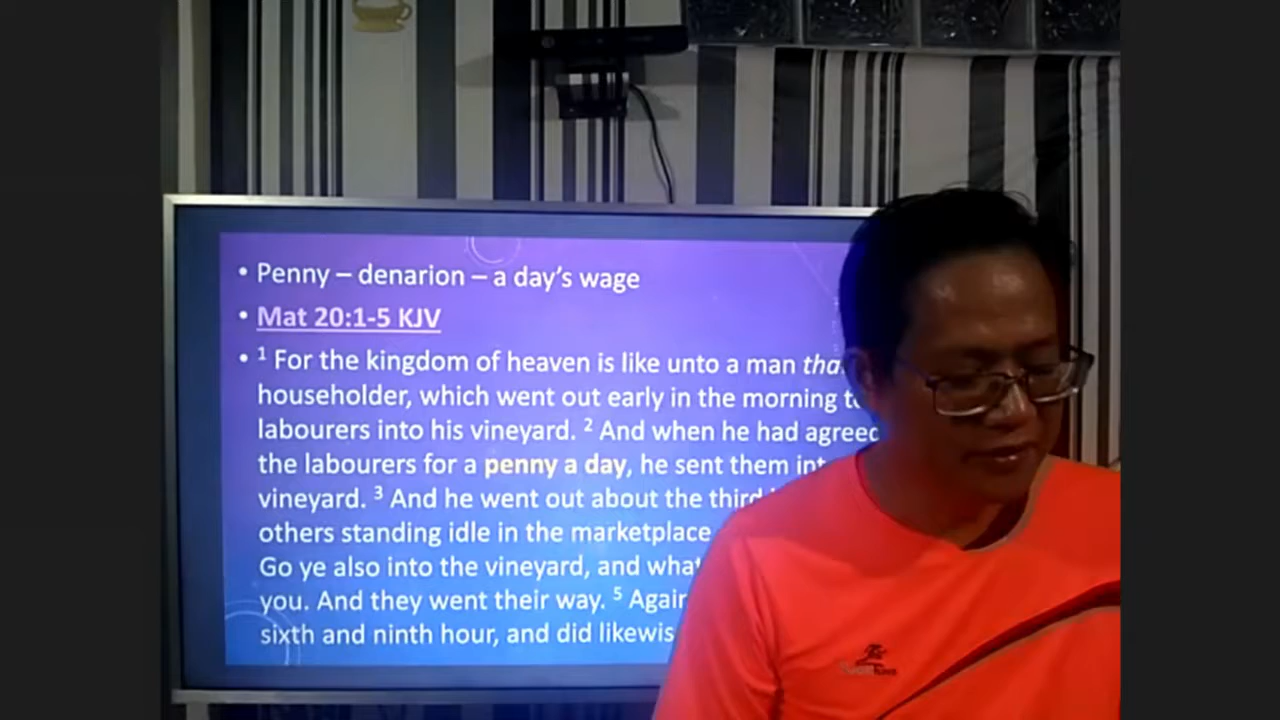 • Penny – denarion – a day's wage
• Mat 20:1-5 KJV
• 1 For the kingdom of heaven is like unto a man
householder, which went out early in the morning
labourers into his vineyard. 2 And when he had agreed
the labourers for a penny a day, he sent them
vineyard. 3 And he went out about the third
others standing idle in the marketplace
Go ye also into the vineyard, and
you. And they went their way. 5
sixth and ninth hour, and did